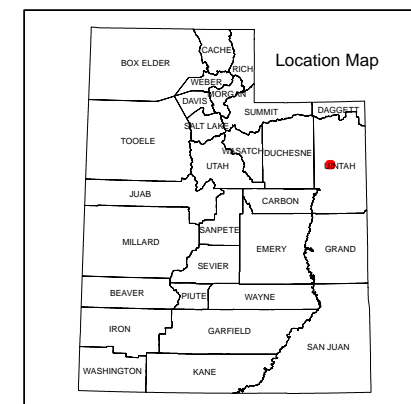 Location Map
CACHE
BOX ELDER
RICH
WEBER
MORGAN
DAVIS
SUMMIT
DAGGETT
SALT LAKE
TOOELE
WASATCH
DUCHESNE
UINTAH
UTAH
JUAB
CARBON
SANPETE
MILLARD
EMERY
GRAND
SEVIER
BEAVER
PIUTE
WAYNE
IRON
GARFIELD
SAN JUAN
WASHINGTON
KANE